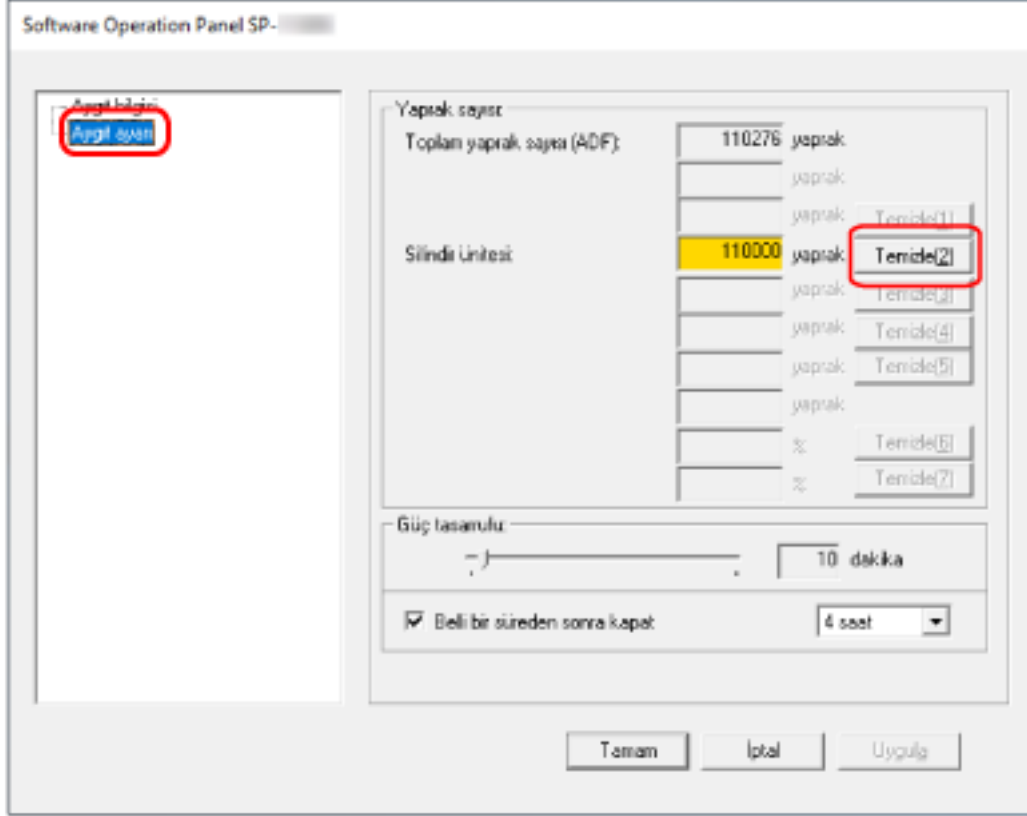 Software Operation Panel SP-
Aygıt bilgisi
Aygıt ayarı
Yaprak sayısı:
Toplam yaprak sayısı (ADF): 110276 yaprak
yaprak
yaprak Temizle(1)
Silindir ünitesi: 110000 yaprak Temizle(2)
yaprak Temizle(3)
yaprak Temizle(4)
yaprak Temizle(5)
yaprak
% Temizle(6)
% Temizle(7)
Güç tasarrufu:
10 dakika
Belli bir süreden sonra kapat 4 saat
Tamam İptal Uygula